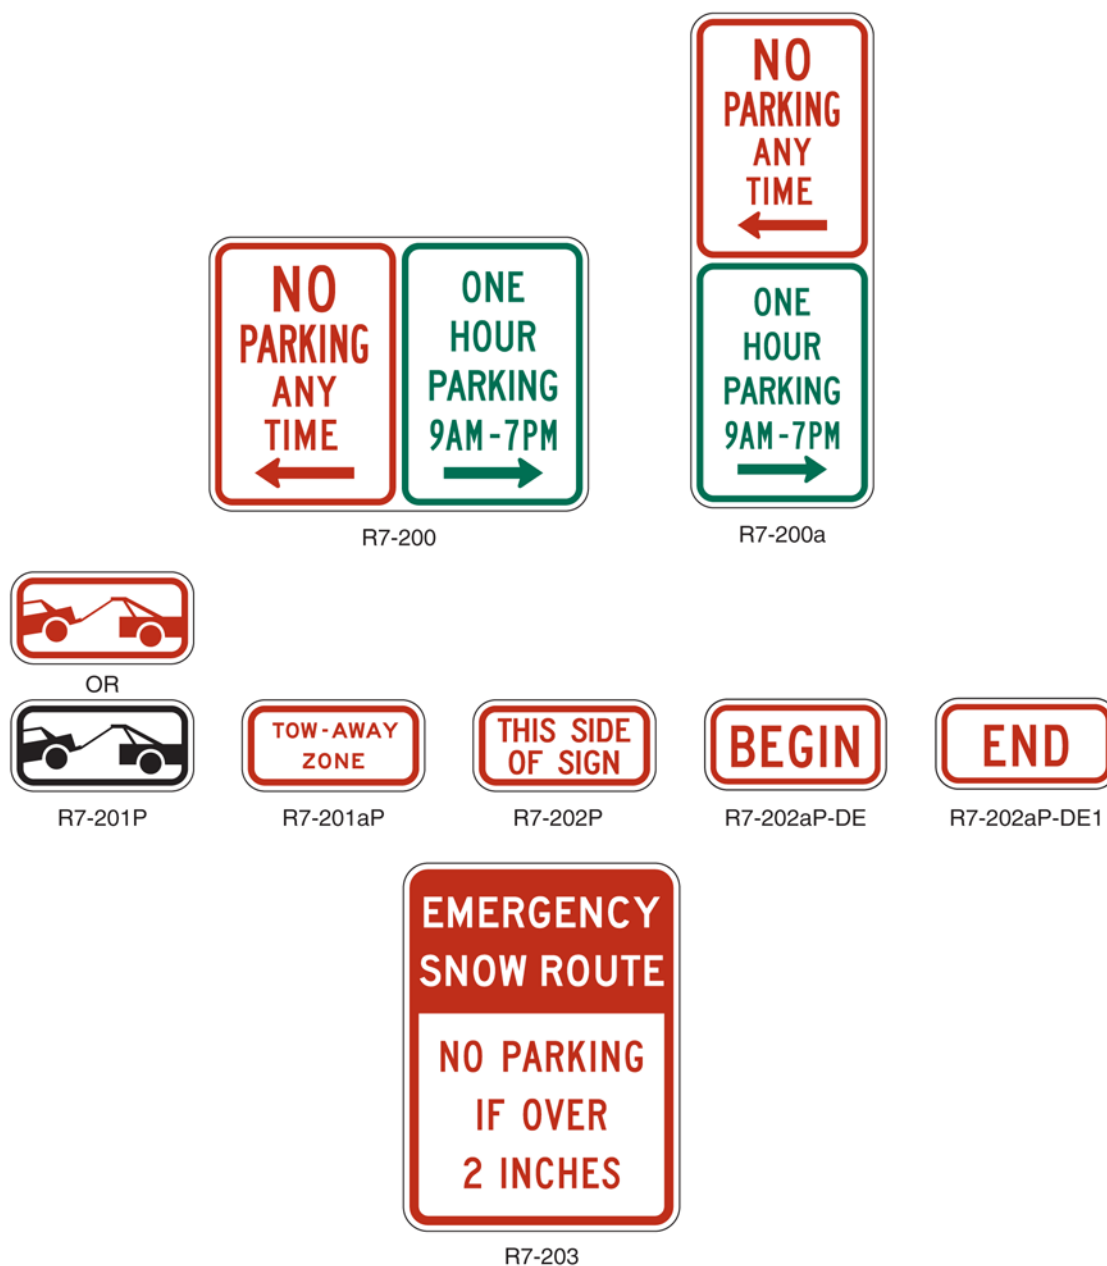 NO
PARKING
ANY
TIME
ONE
HOUR
PARKING
9AM-7PM
R7-200
NO
PARKING
ANY
TIME
ONE
HOUR
PARKING
9AM-7PM
R7-200a
OR
R7-201P
TOW-AWAY
ZONE
R7-201aP
THIS SIDE
OF SIGN
R7-202P
BEGIN
R7-202aP-DE
END
R7-202aP-DE1
EMERGENCY
SNOW ROUTE
NO PARKING
IF OVER
2 INCHES
R7-203